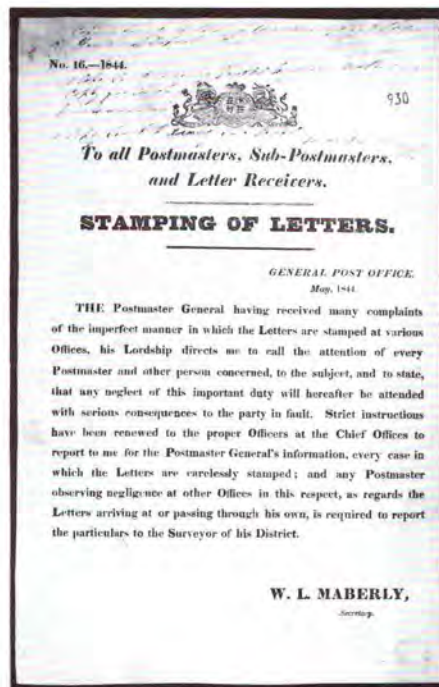 No. 16.—1844.
930
To all Postmasters, Sub-Postmasters,
and Letter Receivers.
STAMPING OF LETTERS.
GENERAL POST OFFICE.
May, 1844.
THE Postmaster General having received many complaints
of the imperfect manner in which the Letters are stamped at various
Offices, his Lordship directs me to call the attention of every
Postmaster and other person concerned, to the subject, and to state,
that any neglect of this important duty will hereafter be attended
with serious consequences to the party in fault. Strict instructions
have been renewed to the proper Officers at the Chief Offices to
report to me for the Postmaster General's information, every case in
which the Letters are carelessly stamped; and any Postmaster
observing negligence at other Offices in this respect, as regards the
Letters arriving at or passing through his own, is required to report
the particulars to the Surveyor of his District.
W. L. MABERLY,
Secretary.